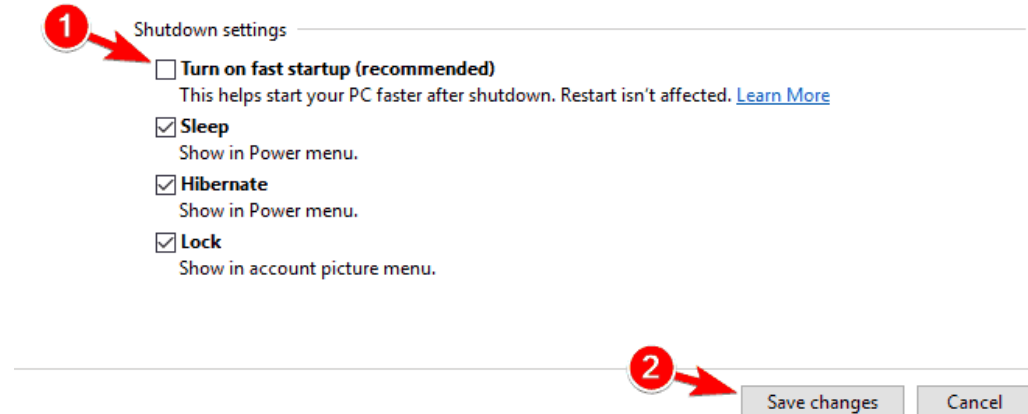 1
Shutdown settings
Turn on fast startup (recommended)
This helps start your PC faster after shutdown. Restart isn't affected. Learn More
Sleep
Show in Power menu.
Hibernate
Show in Power menu.
Lock
Show in account picture menu.
2
Save changes Cancel